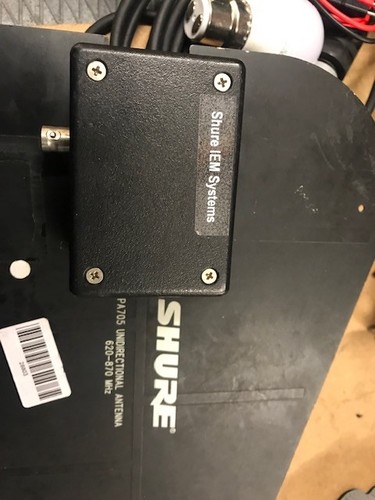 Shure IEM Systems
SHURE®
PA705 UNIDIRECTIONAL ANTENNA
620-870 MHz